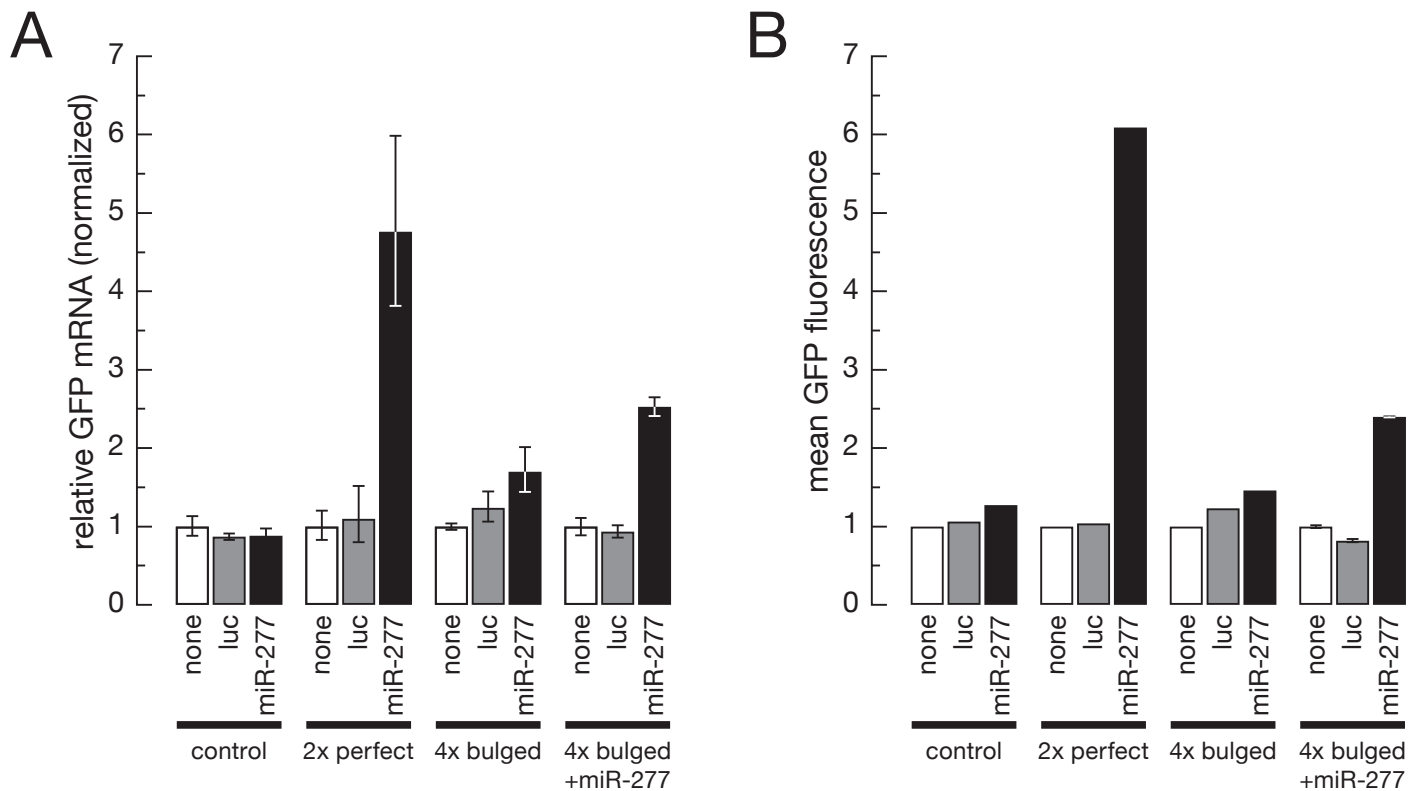 A
relative GFP mRNA (normalized)
7
6
5
4
3
2
1
0
none
luc
miR-277
none
luc
miR-277
none
luc
miR-277
none
luc
miR-277
control
2x perfect
4x bulged
4x bulged
+miR-277
B
mean GFP fluorescence
7
6
5
4
3
2
1
0
none
luc
miR-277
none
luc
miR-277
none
luc
miR-277
none
luc
miR-277
control
2x perfect
4x bulged
4x bulged
+miR-277